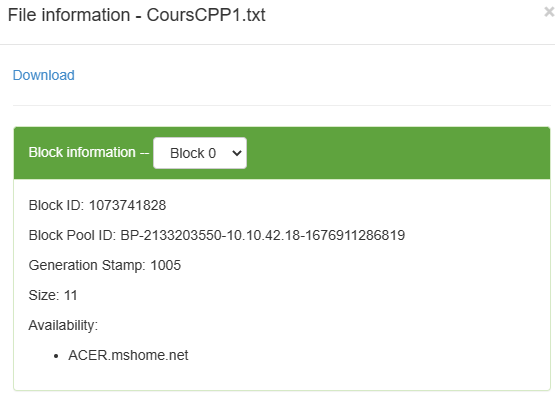 File information - CoursCPP1.txt
×
Download
Block information -- Block 0
Block ID: 1073741828
Block Pool ID: BP-2133203550-10.10.42.18-1676911286819
Generation Stamp: 1005
Size: 11
Availability:
• ACER.mshome.net